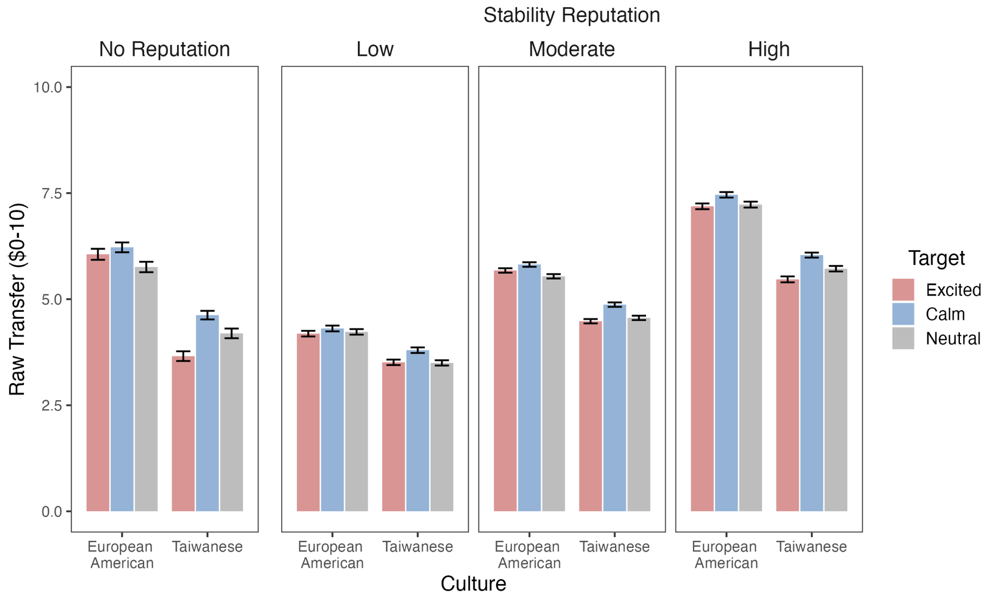 Stability Reputation
No Reputation
Low
Moderate
High
Raw Transfer ($0-10)
10.0
7.5
5.0
2.5
0.0
European
American
Taiwanese
European
American
Taiwanese
European
American
Taiwanese
European
American
Taiwanese
Culture
Target
Excited
Calm
Neutral